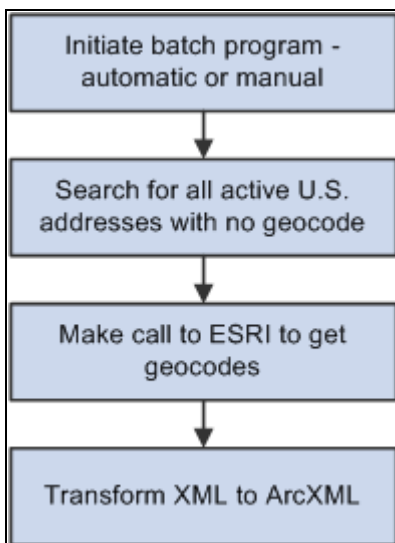 Initiate batch program -
automatic or manual
Search for all active U.S.
addresses with no geocode
Make call to ESRI to get
geocodes
Transform XML to ArcXML